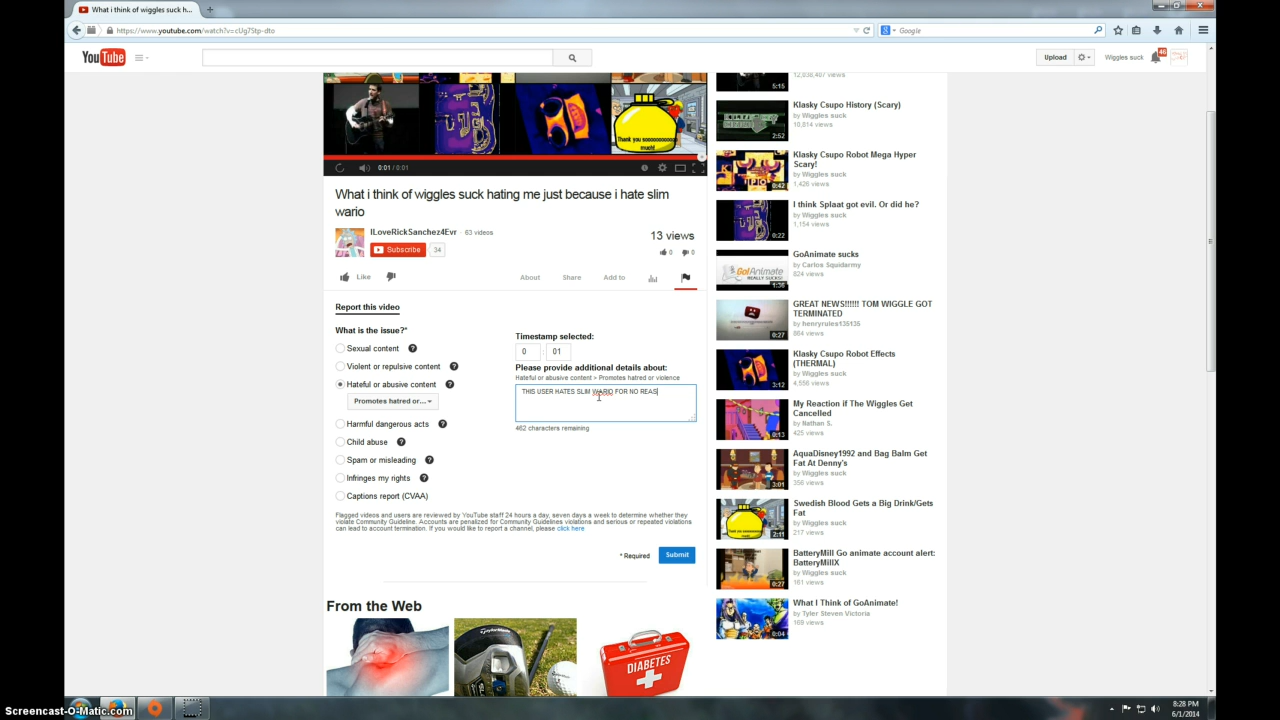 What i think of wiggles suck h...
https://www.youtube.com/watch?v=cUg7Stp-dto
Google
YouTube
Upload
Wiggles suck
46
Thank you soooooooooo much!
0:01 / 0:01
What i think of wiggles suck hating me just because i hate slim
wario
ILoveRickSanchez4Evr · 63 videos
Subscribe 34
13 views
0 0
Like
About Share Add to
Report this video
What is the issue?*
Sexual content
Violent or repulsive content
Hateful or abusive content
Promotes hatred or...
Harmful dangerous acts
Child abuse
Spam or misleading
Infringes my rights
Captions report (CVAA)
Timestamp selected:
0 : 01
Please provide additional details about:
Hateful or abusive content > Promotes hatred or violence
THIS USER HATES SLIM WARIO FOR NO REAS
462 characters remaining
Flagged videos and users are reviewed by YouTube staff 24 hours a day, seven days a week to determine whether they
violate Community Guideline. Accounts are penalized for Community Guidelines violations and serious or repeated violations
can lead to account termination. If you would like to report a channel, please click here
* Required
Submit
From the Web
TaylorMade
DIABETES
5:15
Klasky Csupo History (Scary)
by Wiggles suck
2:52
Klasky Csupo Robot Mega Hyper
Scary!
by Wiggles suck
1,426 views
0:42
I think Splaat got evil. Or did he?
by Wiggles suck
1,154 views
0:22
GoAnimate sucks
by Carlos Squidarmy
824 views
Go!Animate
REALLY SUCKS!
1:36
GREAT NEWS!!!!!! TOM WIGGLE GOT
TERMINATED
by henryrules135135
0:27
Klasky Csupo Robot Effects
(THERMAL)
by Wiggles suck
4,556 views
3:12
My Reaction if The Wiggles Get
Cancelled
by Nathan S.
425 views
0:13
AquaDisney1992 and Bag Balm Get
Fat At Denny's
by Wiggles suck
356 views
3:01
Swedish Blood Gets a Big Drink/Gets
Fat
by Wiggles suck
217 views
2:11
BatteryMill Go animate account alert:
BatteryMillX
by Wiggles suck
181 views
0:27
What I Think of GoAnimate!
by Tyler Steven Victoria
169 views
0:04
Screencast-O-Matic.com
8:28 PM
6/1/2014